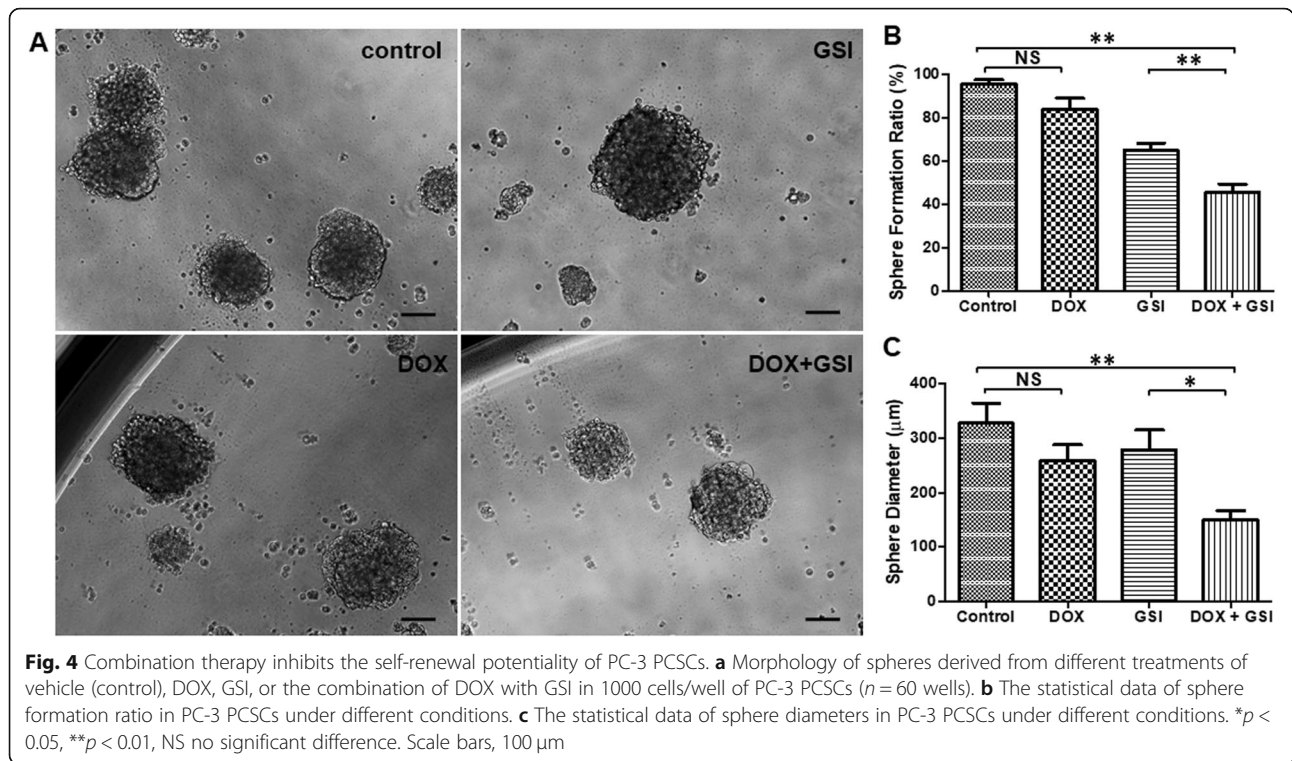 A
control
GSI
DOX
DOX+GSI
B
**
NS
**
Sphere Formation Ratio (%)
100
80
60
40
20
0
Control DOX GSI DOX + GSI
C
**
NS
*
Sphere Diameter (μm)
400
300
200
100
0
Control DOX GSI DOX + GSI
Fig. 4 Combination therapy inhibits the self-renewal potentiality of PC-3 PCSCs. a Morphology of spheres derived from different treatments of
vehicle (control), DOX, GSI, or the combination of DOX with GSI in 1000 cells/well of PC-3 PCSCs (n = 60 wells). b The statistical data of sphere
formation ratio in PC-3 PCSCs under different conditions. c The statistical data of sphere diameters in PC-3 PCSCs under different conditions. *p <
0.05, **p < 0.01, NS no significant difference. Scale bars, 100 μm